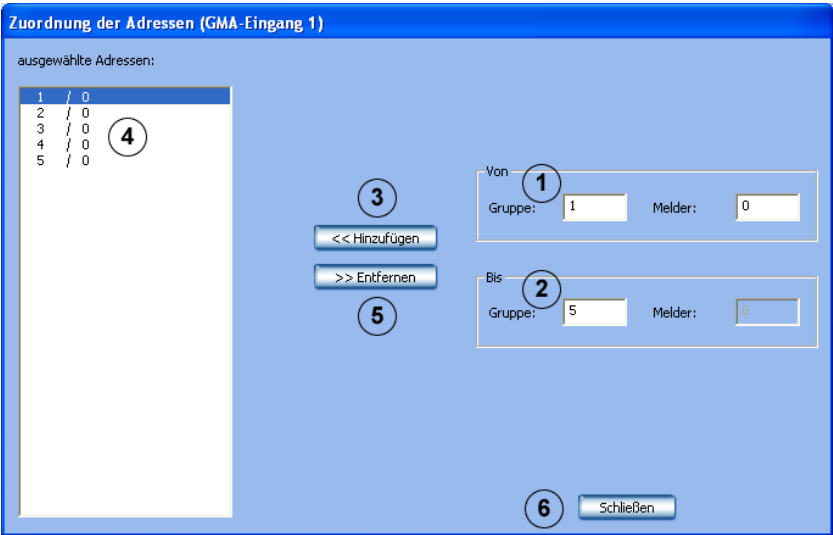 Zuordnung der Adressen (GMA-Eingang 1)
ausgewählte Adressen:
1 / 0
2 / 0
3 / 0
4 / 0
5 / 0
4
3
<< Hinzufügen
>> Entfernen
5
Von
1
Gruppe: 1 Melder: 0
Bis
2
Gruppe: 5 Melder: 0
6
Schließen